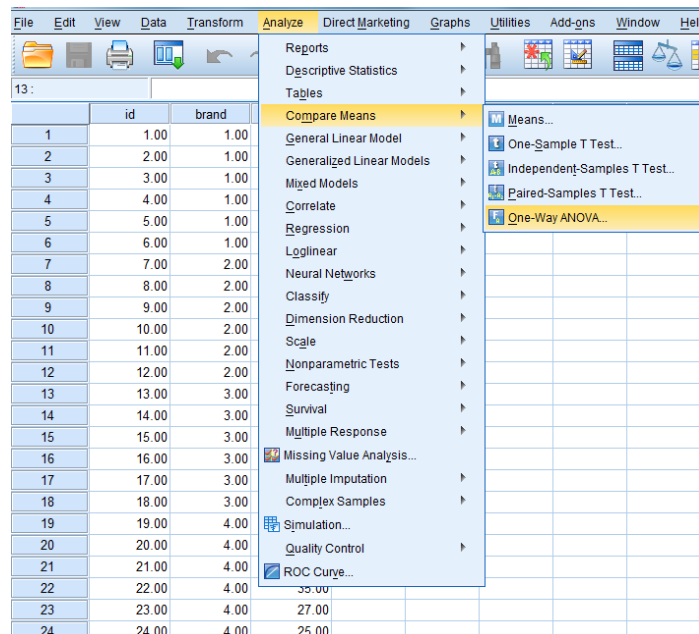 File Edit View Data Transform Analyze Direct Marketing Graphs Utilities Add-ons Window Hel
13 :
id brand
1 1.00 1.00
2 2.00 1.00
3 3.00 1.00
4 4.00 1.00
5 5.00 1.00
6 6.00 1.00
7 7.00 2.00
8 8.00 2.00
9 9.00 2.00
10 10.00 2.00
11 11.00 2.00
12 12.00 2.00
13 13.00 3.00
14 14.00 3.00
15 15.00 3.00
16 16.00 3.00
17 17.00 3.00
18 18.00 3.00
19 19.00 4.00
20 20.00 4.00
21 21.00 4.00
22 22.00 4.00 35.00
23 23.00 4.00 27.00
24 24.00 4.00 25.00
Reports
Descriptive Statistics
Tables
Compare Means
General Linear Model
Generalized Linear Models
Mixed Models
Correlate
Regression
Loglinear
Neural Networks
Classify
Dimension Reduction
Scale
Nonparametric Tests
Forecasting
Survival
Multiple Response
Missing Value Analysis...
Multiple Imputation
Complex Samples
Simulation...
Quality Control
ROC Curve...
Means...
One-Sample T Test...
Independent-Samples T Test...
Paired-Samples T Test...
One-Way ANOVA...